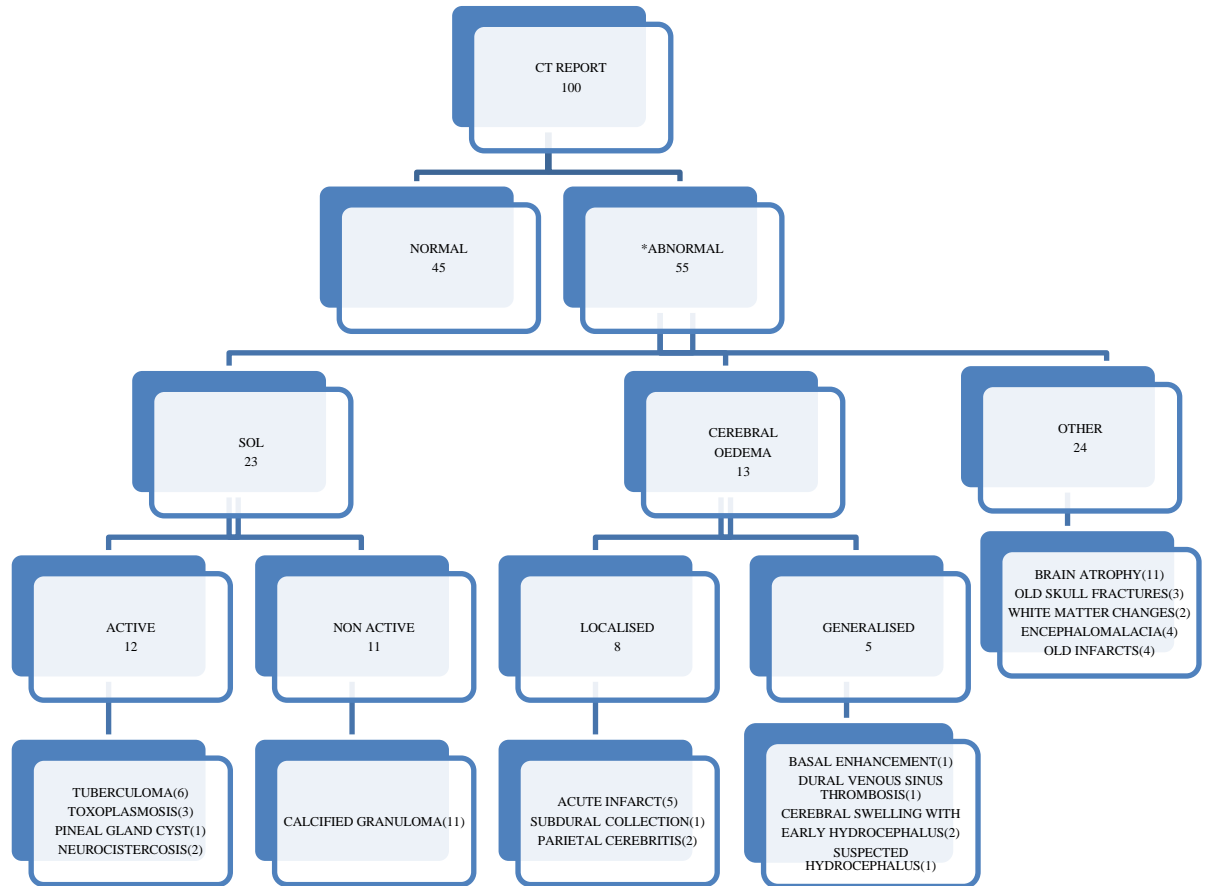 CT REPORT
100
NORMAL
45
*ABNORMAL
55
SOL
23
CEREBRAL
OEDEMA
13
OTHER
24
ACTIVE
12
NON ACTIVE
11
LOCALISED
8
GENERALISED
5
BRAIN ATROPHY(11)
OLD SKULL FRACTURES(3)
WHITE MATTER CHANGES(2)
ENCEPHALOMALACIA(4)
OLD INFARCTS(4)
TUBERCULOMA(6)
TOXOPLASMOSIS(3)
PINEAL GLAND CYST(1)
NEUROCISTERCOSIS(2)
CALCIFIED GRANULOMA(11)
ACUTE INFARCT(5)
SUBDURAL COLLECTION(1)
PARIETAL CEREBRITIS(2)
BASAL ENHANCEMENT(1)
DURAL VENOUS SINUS
THROMBOSIS(1)
CEREBRAL SWELLING WITH
EARLY HYDROCEPHALUS(2)
SUSPECTED
HYDROCEPHALUS(1)